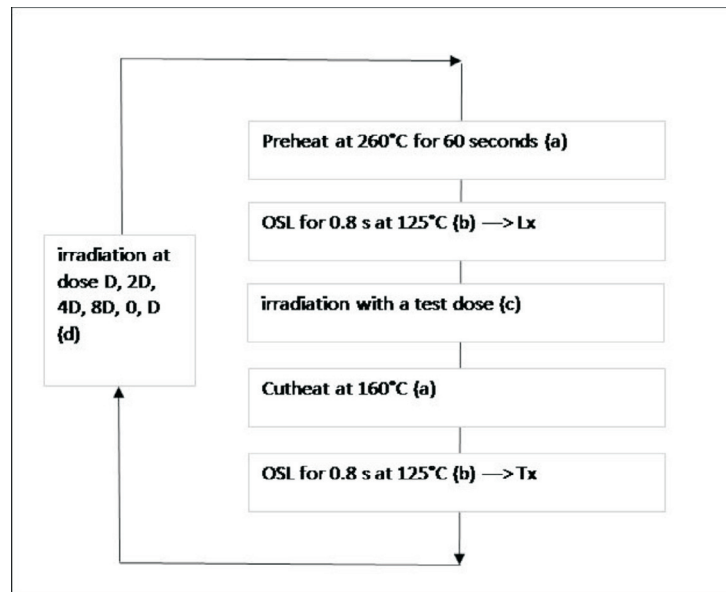 Preheat at 260°C for 60 seconds (a)
OSL for 0.8 s at 125°C (b) —> Lx
irradiation at
dose D, 2D,
4D, 8D, 0, D
(d)
irradiation with a test dose (c)
Cutheat at 160°C (a)
OSL for 0.8 s at 125°C (b) —> Tx